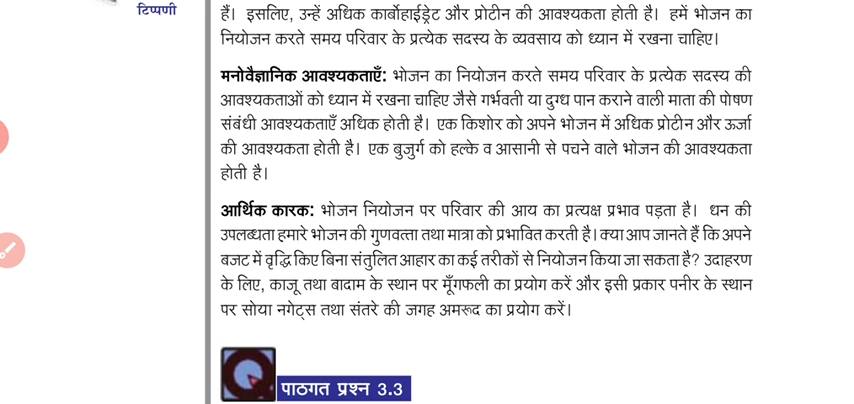 टिप्पणी
हैं। इसलिए, उन्हें अधिक कार्बोहाईड्रेट और प्रोटीन की आवश्यकता होती है। हमें भोजन का
नियोजन करते समय परिवार के प्रत्येक सदस्य के व्यवसाय को ध्यान में रखना चाहिए।
मनोवैज्ञानिक आवश्यकताएँ: भोजन का नियोजन करते समय परिवार के प्रत्येक सदस्य की
आवश्यकताओं को ध्यान में रखना चाहिए जैसे गर्भवती या दुग्ध पान कराने वाली माता की पोषण
संबंधी आवश्यकताएँ अधिक होती है। एक किशोर को अपने भोजन में अधिक प्रोटीन और ऊर्जा
की आवश्यकता होती है। एक बुजुर्ग को हल्के व आसानी से पचने वाले भोजन की आवश्यकता
होती है।
आर्थिक कारक: भोजन नियोजन पर परिवार की आय का प्रत्यक्ष प्रभाव पड़ता है। धन की
उपलब्धता हमारे भोजन की गुणवत्ता तथा मात्रा को प्रभावित करती है। क्या आप जानते हैं कि अपने
बजट में वृद्धि किए बिना संतुलित आहार का कई तरीकों से नियोजन किया जा सकता है? उदाहरण
के लिए, काजू तथा बादाम के स्थान पर मूँगफली का प्रयोग करें और इसी प्रकार पनीर के स्थान
पर सोया नगेट्स तथा संतरे की जगह अमरूद का प्रयोग करें।
पाठगत प्रश्न 3.3